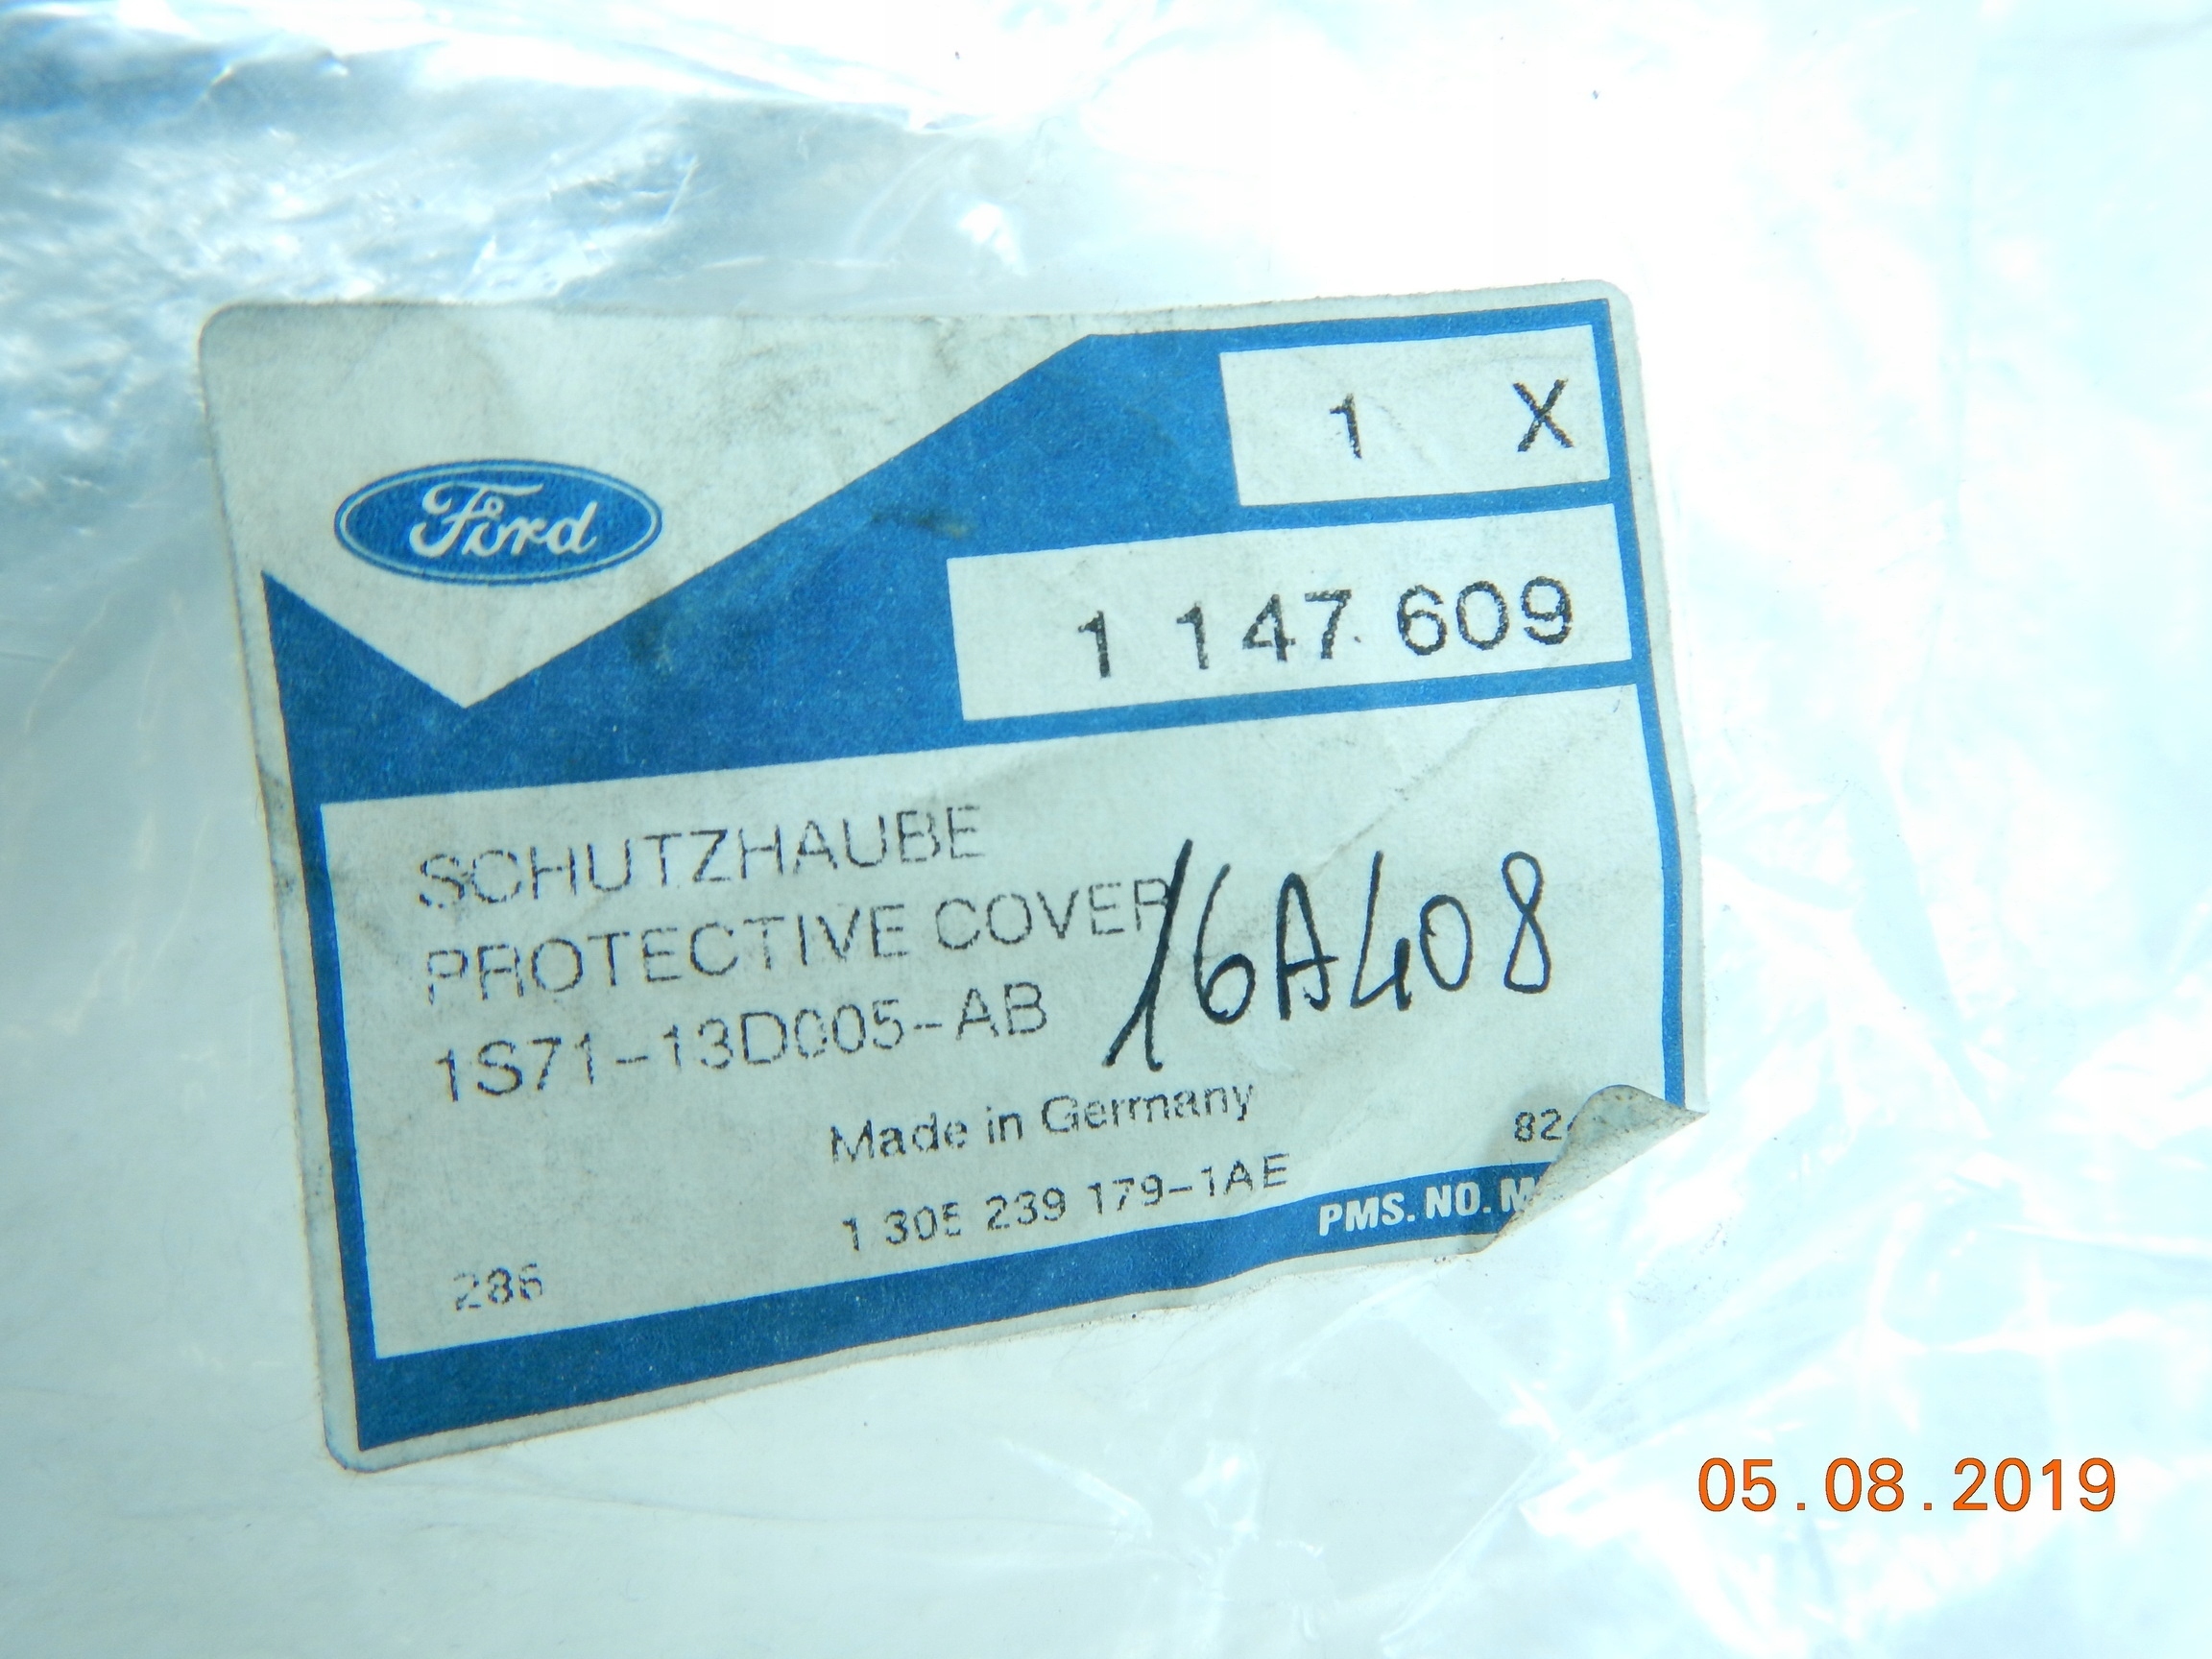 Ford
1 X
1 147 609
SCHUTZHAUBE
PROTECTIVE COVER
16A408
1S71-13D005-AB
Made in Germany
1 305 239 179-1AE
PMS. NO.
286
05.08.2019